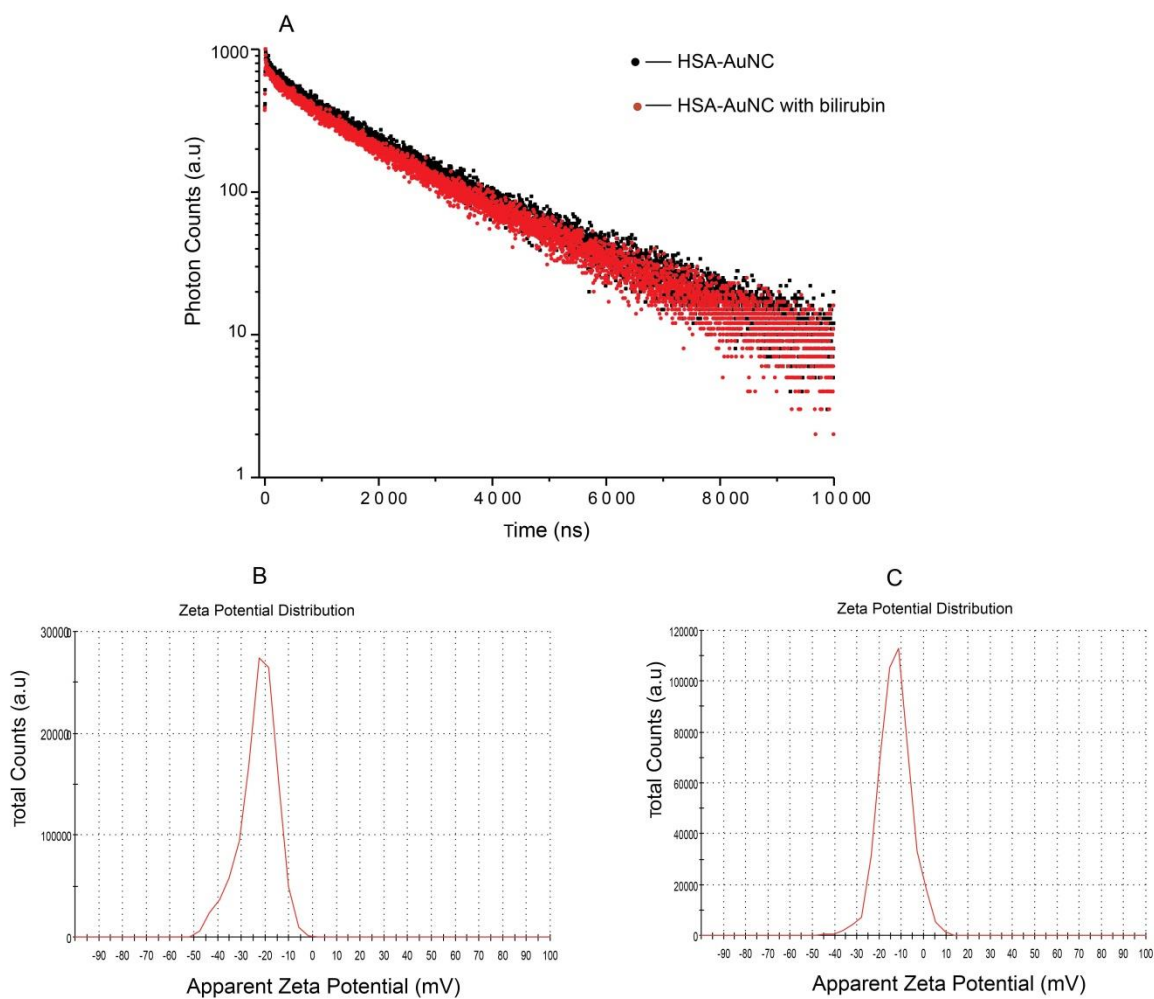 A
1000
100
10
1
Photon Counts (a.u)
HSA-AuNC
HSA-AuNC with bilirubin
0 2000 4000 6000 8000 10000
Time (ns)
B
Zeta Potential Distribution
30000
20000
100000
0
Total Counts (a.u)
-90 -80 -70 -60 -50 -40 -30 -20 -10 0 10 20 30 40 50 60 70 80 90 100
Apparent Zeta Potential (mV)
C
Zeta Potential Distribution
120000
100000
80000
60000
40000
20000
0
Total Counts (a.u)
-90 -80 -70 -60 -50 -40 -30 -20 -10 0 10 20 30 40 50 60 70 80 90 100
Apparent Zeta Potential (mV)